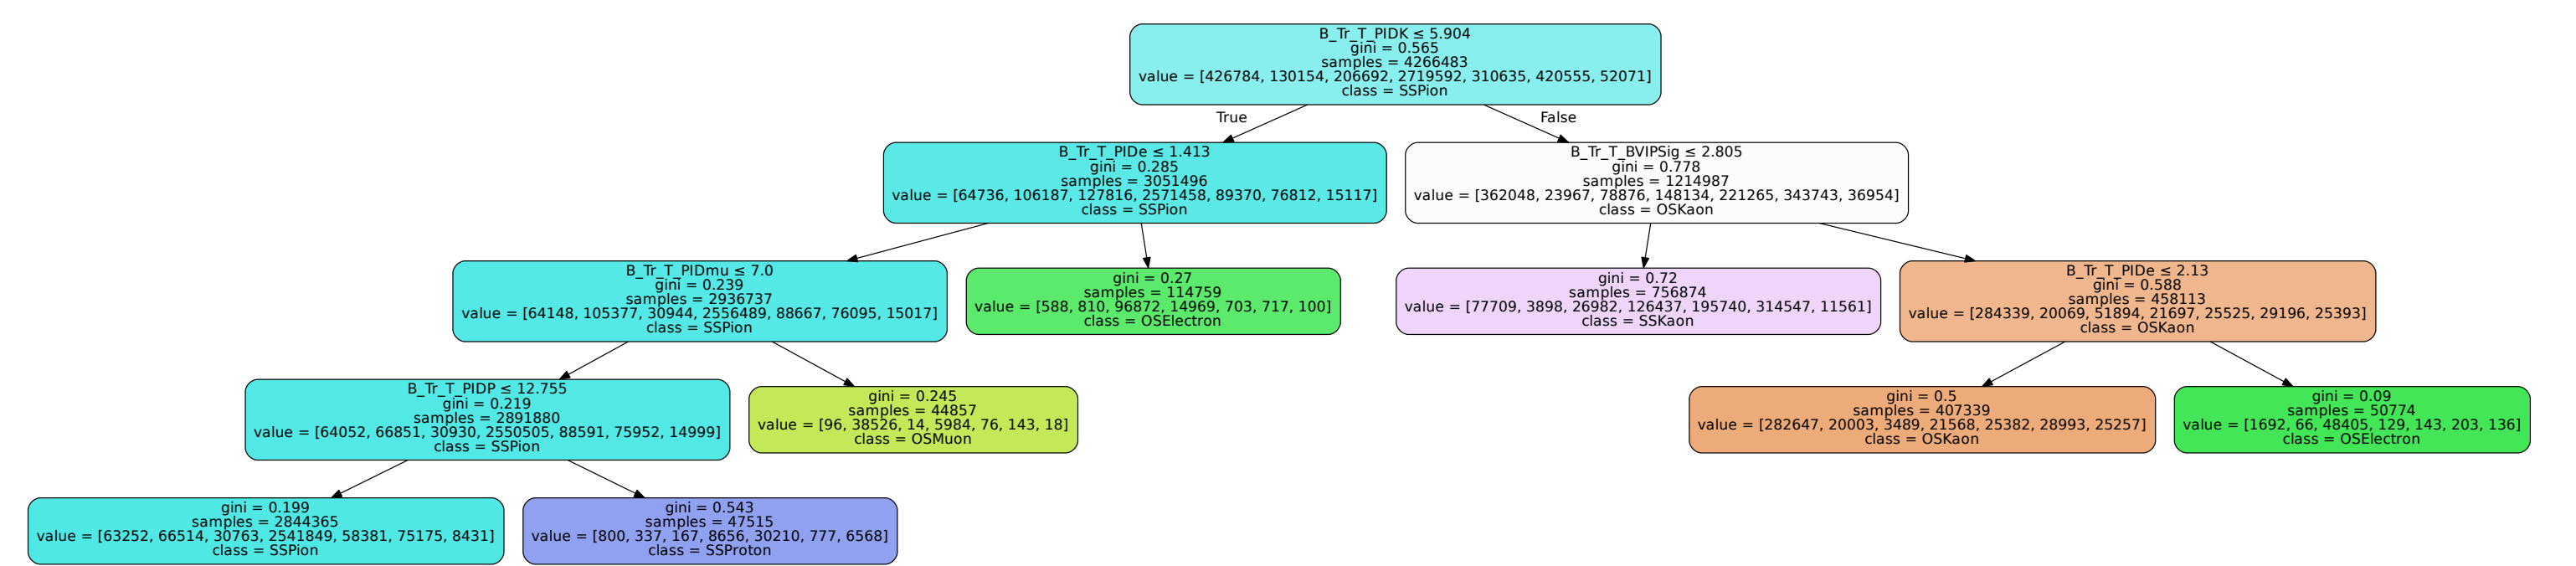 B_Tr_T_PIDK ≤ 5.904
gini = 0.565
samples = 4266483
value = [426784, 130154, 206692, 2719592, 310635, 420555, 52071]
class = SSPion
True
False
B_Tr_T_PIDe ≤ 1.413
gini = 0.285
samples = 3051496
value = [64736, 106187, 127816, 2571458, 89370, 76812, 15117]
class = SSPion
B_Tr_T_BVIPSig ≤ 2.805
gini = 0.778
samples = 1214987
value = [362048, 23967, 78876, 148134, 221265, 343743, 36954]
class = OSKaon
B_Tr_T_PIDmu ≤ 7.0
gini = 0.239
samples = 2936737
value = [64148, 105377, 30944, 2556489, 88667, 76095, 15017]
class = SSPion
gini = 0.27
samples = 114759
value = [588, 810, 96872, 14969, 703, 717, 100]
class = OSElectron
gini = 0.72
samples = 756874
value = [77709, 3898, 26982, 126437, 195740, 314547, 11561]
class = SSKaon
B_Tr_T_PIDe ≤ 2.13
gini = 0.588
samples = 458113
value = [284339, 20069, 51894, 21697, 25525, 29196, 25393]
class = OSKaon
B_Tr_T_PIDP ≤ 12.755
gini = 0.219
samples = 2891880
value = [64052, 66851, 30930, 2550505, 88591, 75952, 14999]
class = SSPion
gini = 0.245
samples = 44857
value = [96, 38526, 14, 5984, 76, 143, 18]
class = OSMuon
gini = 0.5
samples = 407339
value = [282647, 20003, 3489, 21568, 25382, 28993, 25257]
class = OSKaon
gini = 0.09
samples = 50774
value = [1692, 66, 48405, 129, 143, 203, 136]
class = OSElectron
gini = 0.199
samples = 2844365
value = [63252, 66514, 30763, 2541849, 58381, 75175, 8431]
class = SSPion
gini = 0.543
samples = 47515
value = [800, 337, 167, 8656, 30210, 777, 6568]
class = SSProton